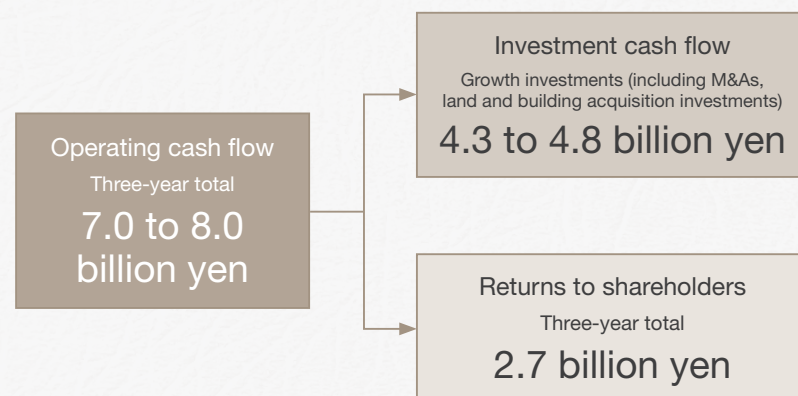 Operating cash flow
Three-year total
7.0 to 8.0
billion yen
Investment cash flow
Growth investments (including M&As,
land and building acquisition investments)
4.3 to 4.8 billion yen
Returns to shareholders
Three-year total
2.7 billion yen